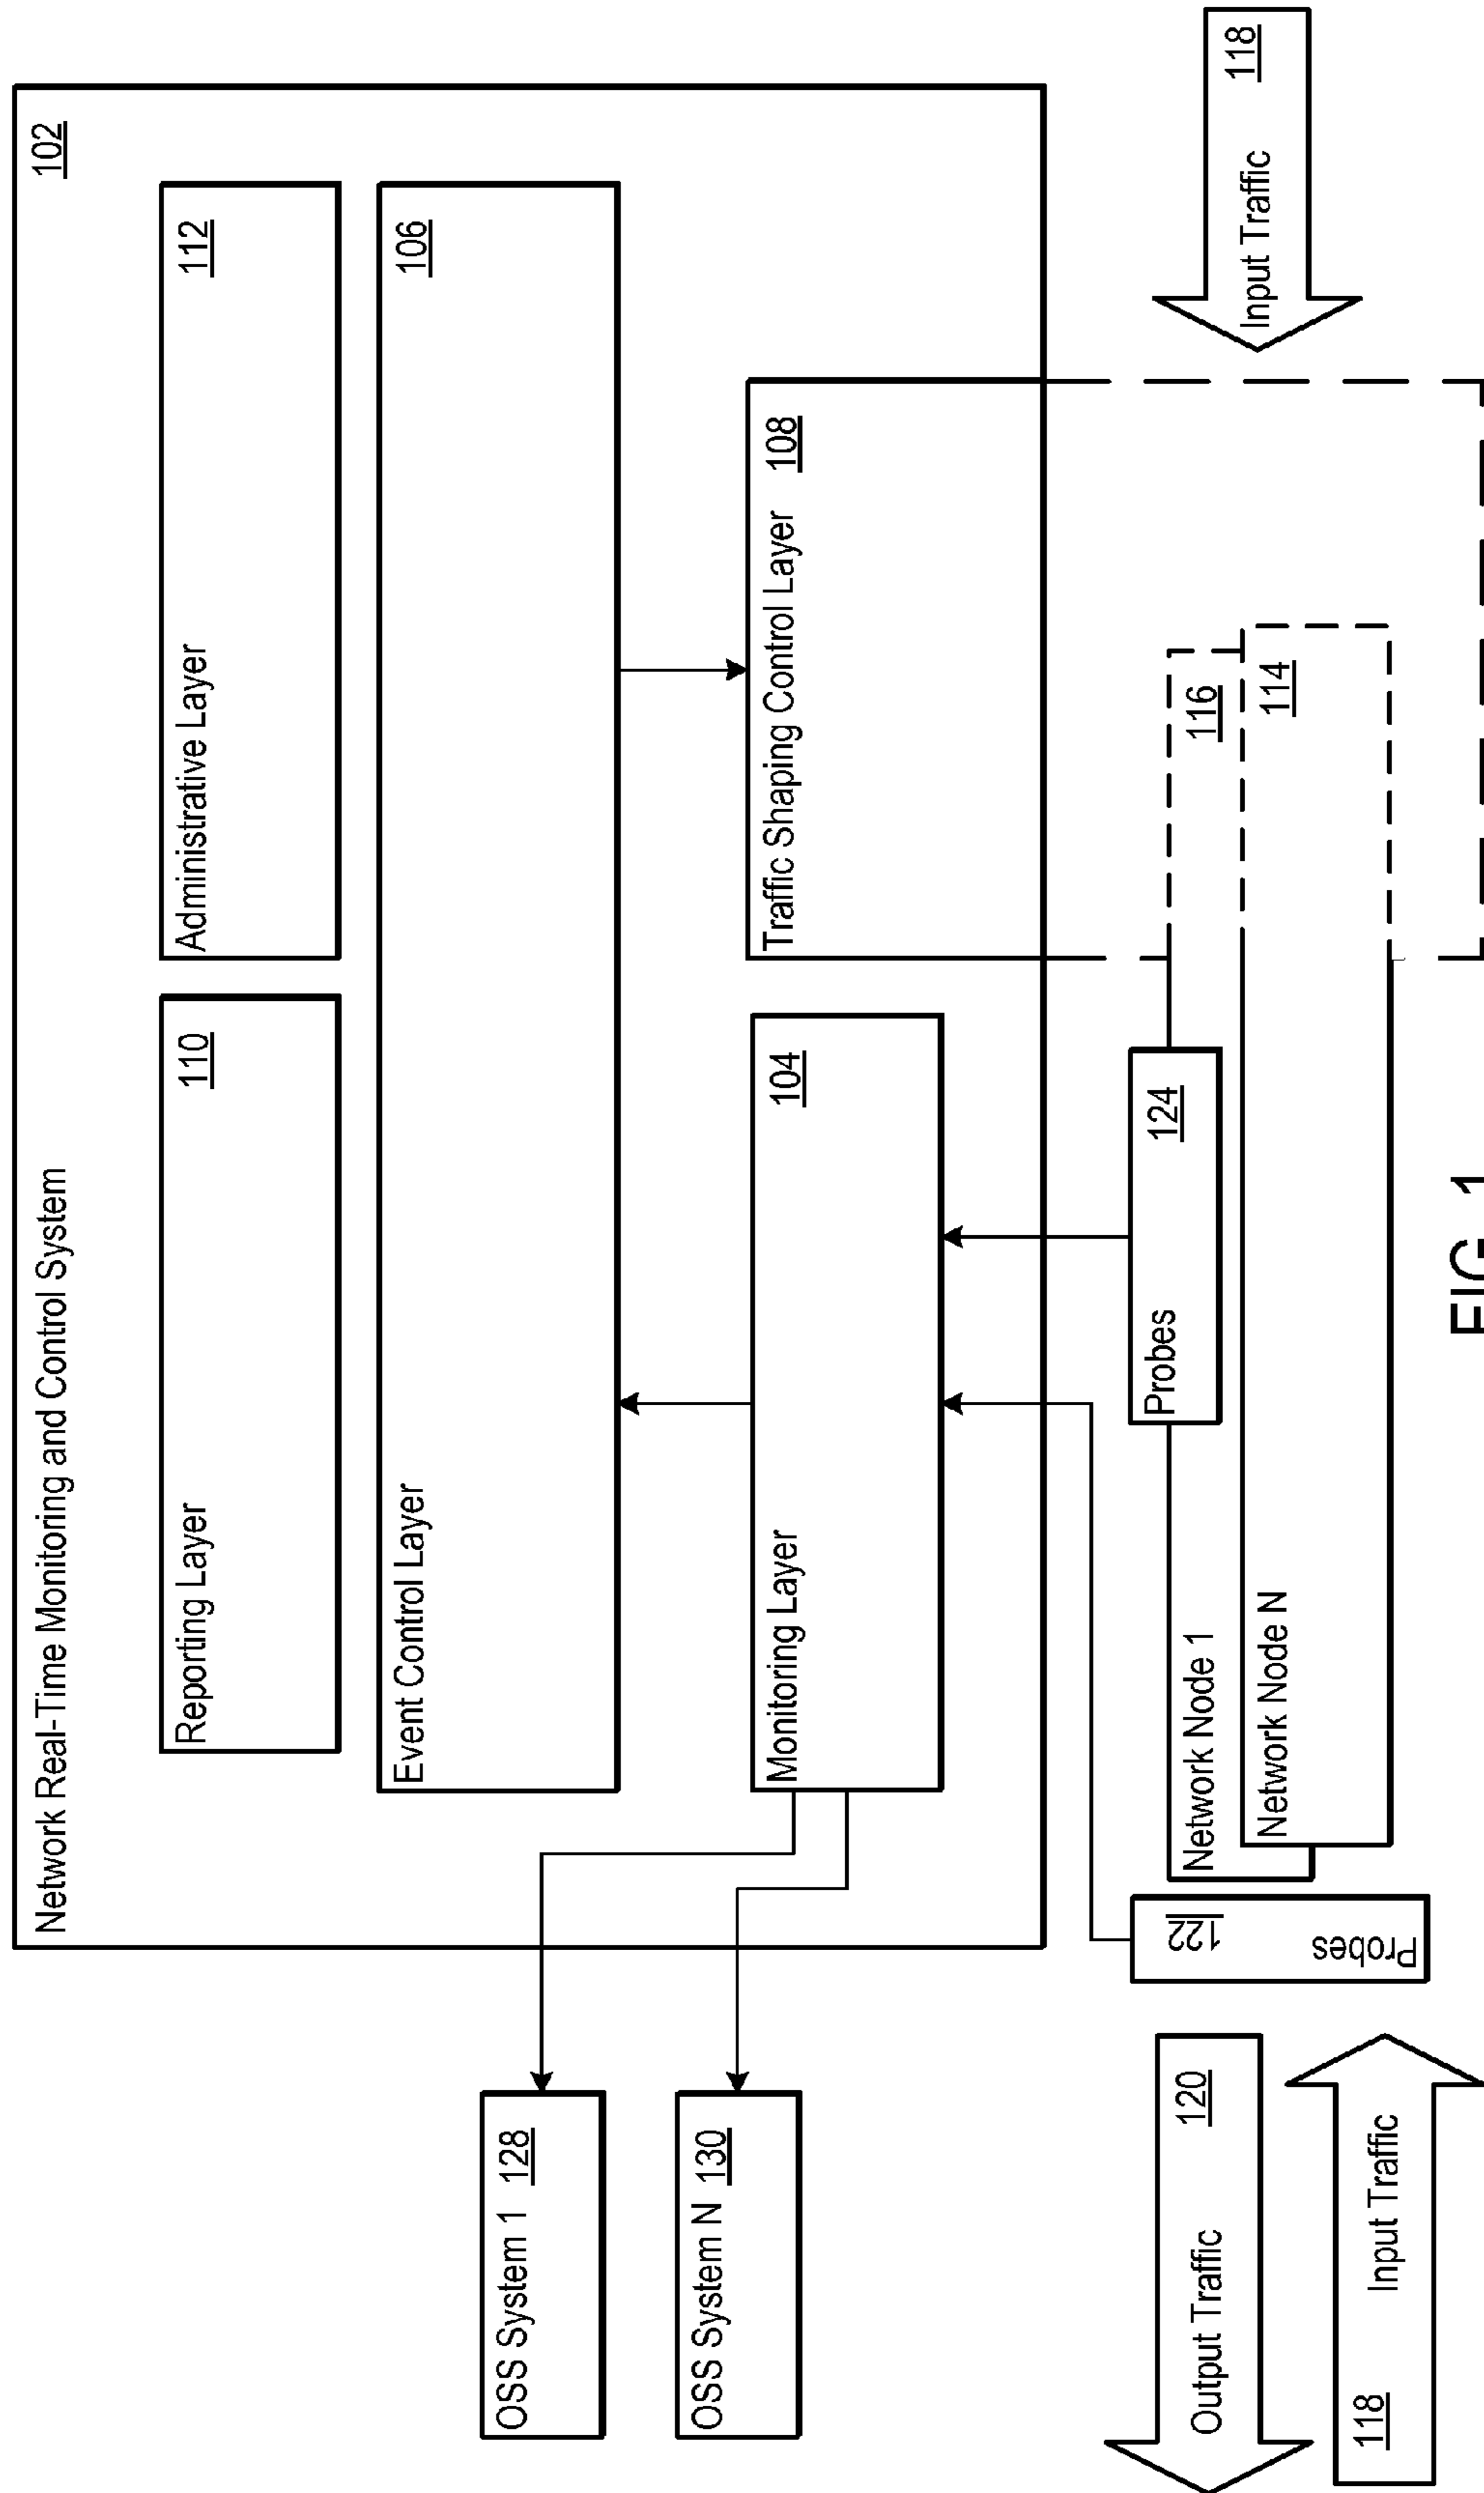 Network Real-Time Monitoring and Control System 102
Reporting Layer 110
Administrative Layer 112
Event Control Layer 106
OSS System 1 128
OSS System N 130
Monitoring Layer 104
Traffic Shaping Control Layer 108
Probes 122
Probes 124
Network Node 1 116
Network Node N 114
Output Traffic 120
118 Input Traffic
Input Traffic 118
FIG. 1